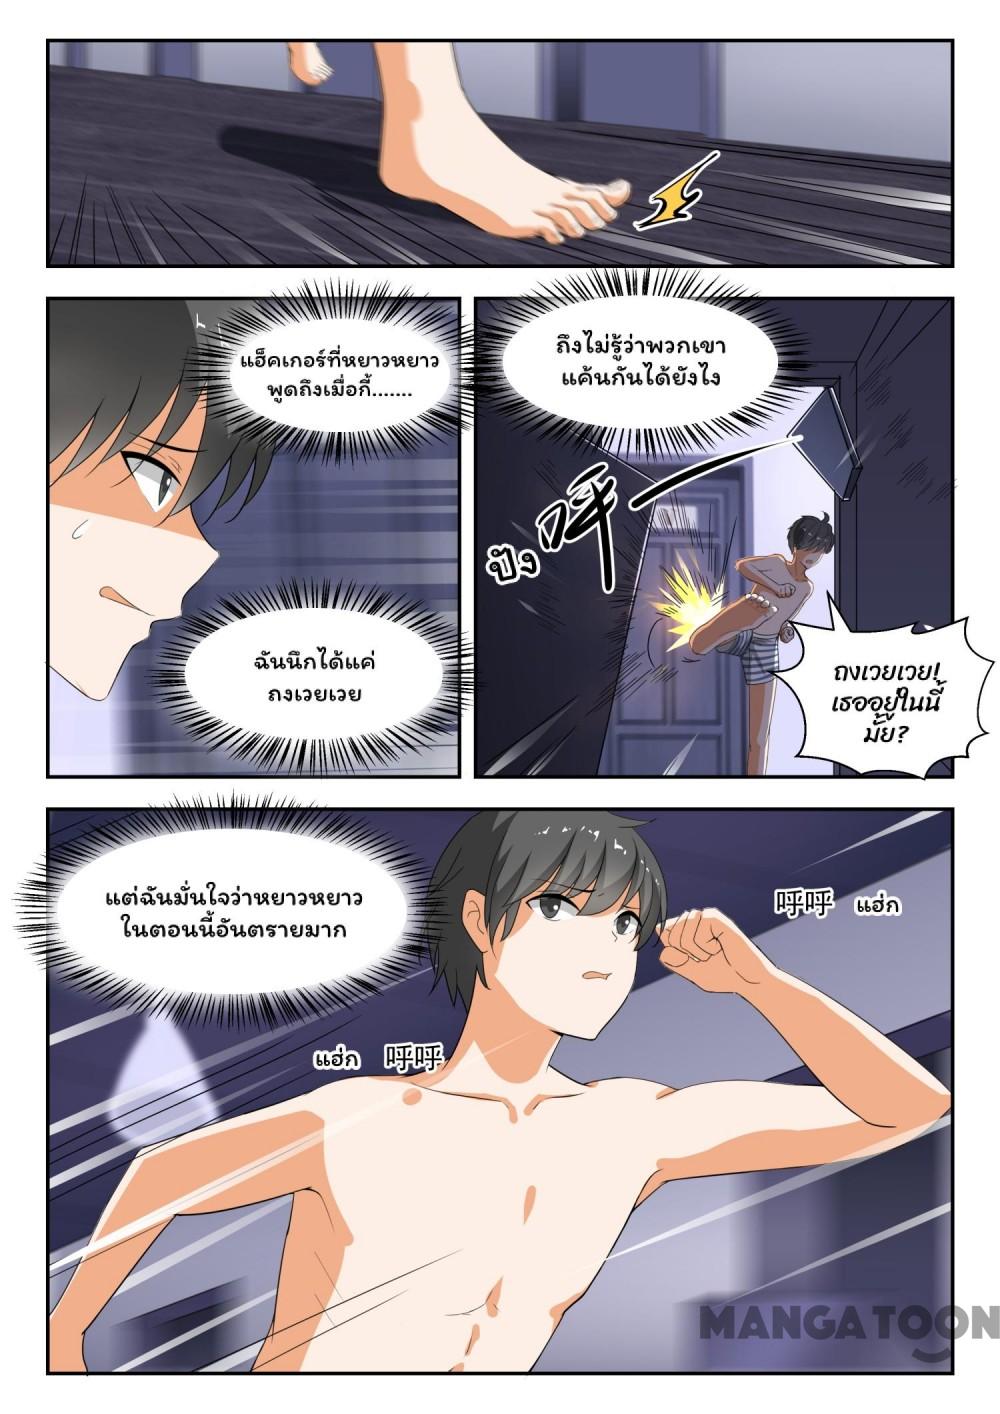 แฮ็คเกอร์ที่หยาวหยาว
พูดถึงเมื่อกี้.......
ฉันนึกได้แค่
ถงเวยเวย
ถึงไม่รู้ว่าพวกเขา
แค้นกันได้ยังไง
呼一
ปัง
ถงเวยเวย!
เธออยู่ในนี้
มั้ย?
แต่ฉันมั่นใจว่าหยาวหยาว
ในตอนนี้อันตรายมาก
呼呼 แฮ่ก
แฮ่ก 呼呼
MANGATOON